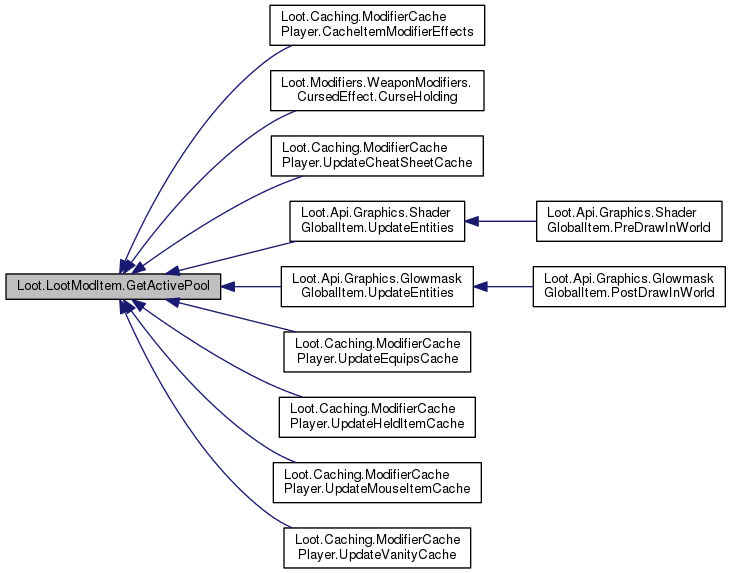 Loot.Caching.ModifierCache
Player.CacheItemModifierEffects
Loot.Modifiers.WeaponModifiers.
CursedEffect.CurseHolding
Loot.Caching.ModifierCache
Player.UpdateCheatSheetCache
Loot.Api.Graphics.Shader
GlobalItem.UpdateEntities
Loot.Api.Graphics.Shader
GlobalItem.PreDrawInWorld
Loot.LootModItem.GetActivePool
Loot.Api.Graphics.Glowmask
GlobalItem.UpdateEntities
Loot.Api.Graphics.Glowmask
GlobalItem.PostDrawInWorld
Loot.Caching.ModifierCache
Player.UpdateEquipsCache
Loot.Caching.ModifierCache
Player.UpdateHeldItemCache
Loot.Caching.ModifierCache
Player.UpdateMouseItemCache
Loot.Caching.ModifierCache
Player.UpdateVanityCache